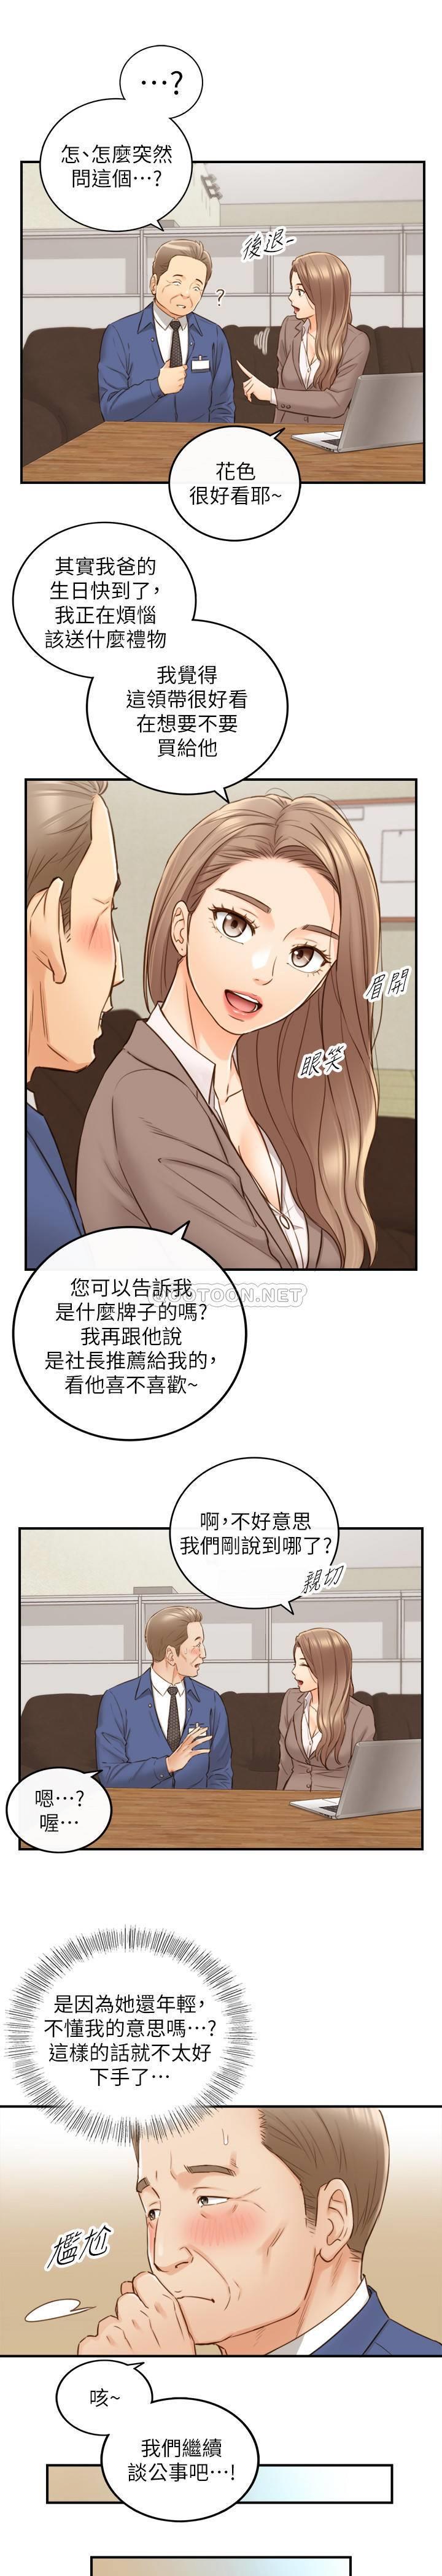 …?
怎、怎麼突然
問這個…?
後退-
?
花色
很好看耶~
其實我爸的
生日快到了,
我正在煩惱
該送什麼禮物
我覺得
這領帶很好看
在想要不要
買給他
眉開
眼笑
您可以告訴我
是什麼牌子的嗎?
我再跟他說
是社長推薦給我的,
看他喜不喜歡~
啊,不好意思
我們剛說到哪了?
親切
嗯…?
喔…
是因為她還年輕,
不懂我的意思嗎…?
這樣的話就不太好
下手了…
尷尬
咳~
我們繼續
談公事吧…!